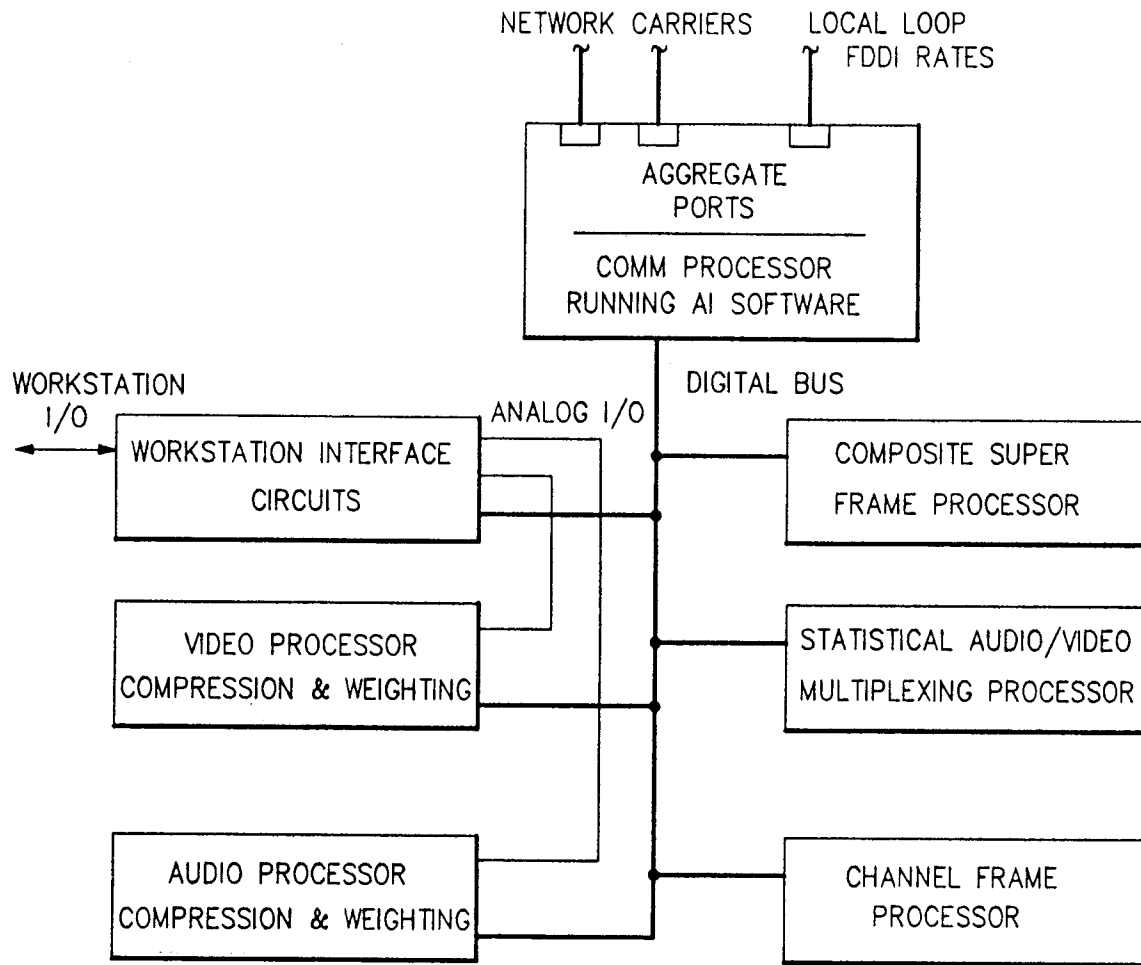 NETWORK CARRIERS
LOCAL LOOP
FDDI RATES
AGGREGATE
PORTS
COMM PROCESSOR
RUNNING AI SOFTWARE
DIGITAL BUS
WORKSTATION
I/O
ANALOG I/O
WORKSTATION INTERFACE
CIRCUITS
COMPOSITE SUPER
FRAME PROCESSOR
VIDEO PROCESSOR
COMPRESSION & WEIGHTING
STATISTICAL AUDIO/VIDEO
MULTIPLEXING PROCESSOR
AUDIO PROCESSOR
COMPRESSION & WEIGHTING
CHANNEL FRAME
PROCESSOR